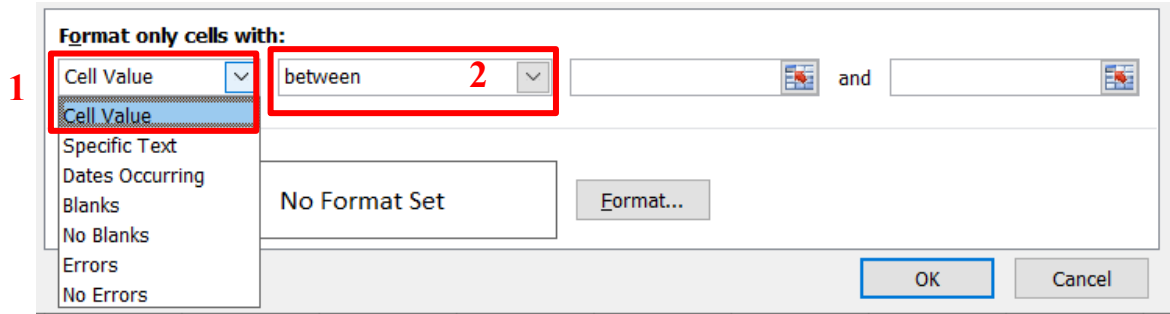 Format only cells with:
1
Cell Value
between
2
and
Cell Value
Specific Text
Dates Occurring
Blanks
No Format Set
Format...
No Blanks
Errors
OK
Cancel
No Errors